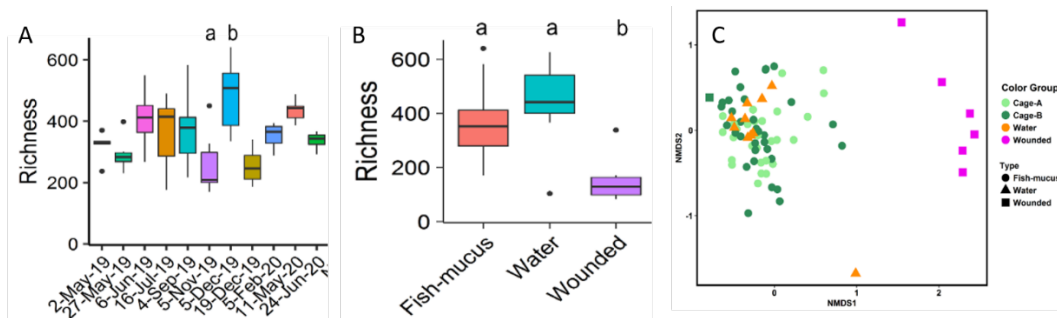 A
a b
Richness
600
400
200
0
2-May-19
27-May-19
6-Jun-19
16-Jul-19
4-Sep-19
5-Nov-19
5-Dec-19
19-Dec-19
5-Feb-20
11-May-20
24-Jun-20
N
B
a a b
Richness
600
400
200
0
Fish-mucus
Water
Wounded
C
NMDS2
1
0
-1
0 1 2
NMDS1
Color Group
Cage-A
Cage-B
Water
Wounded
Type
Fish-mucus
Water
Wounded